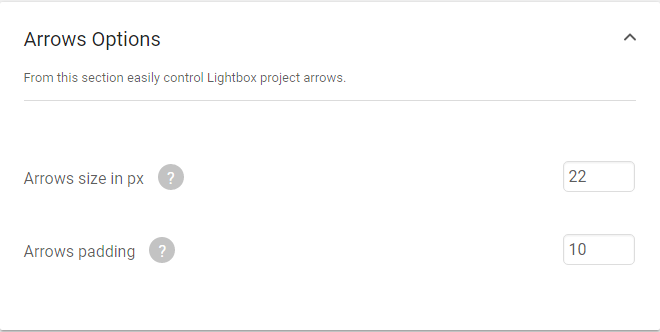 Arrows Options
From this section easily control Lightbox project arrows.
Arrows size in px ? 22
Arrows padding ? 10